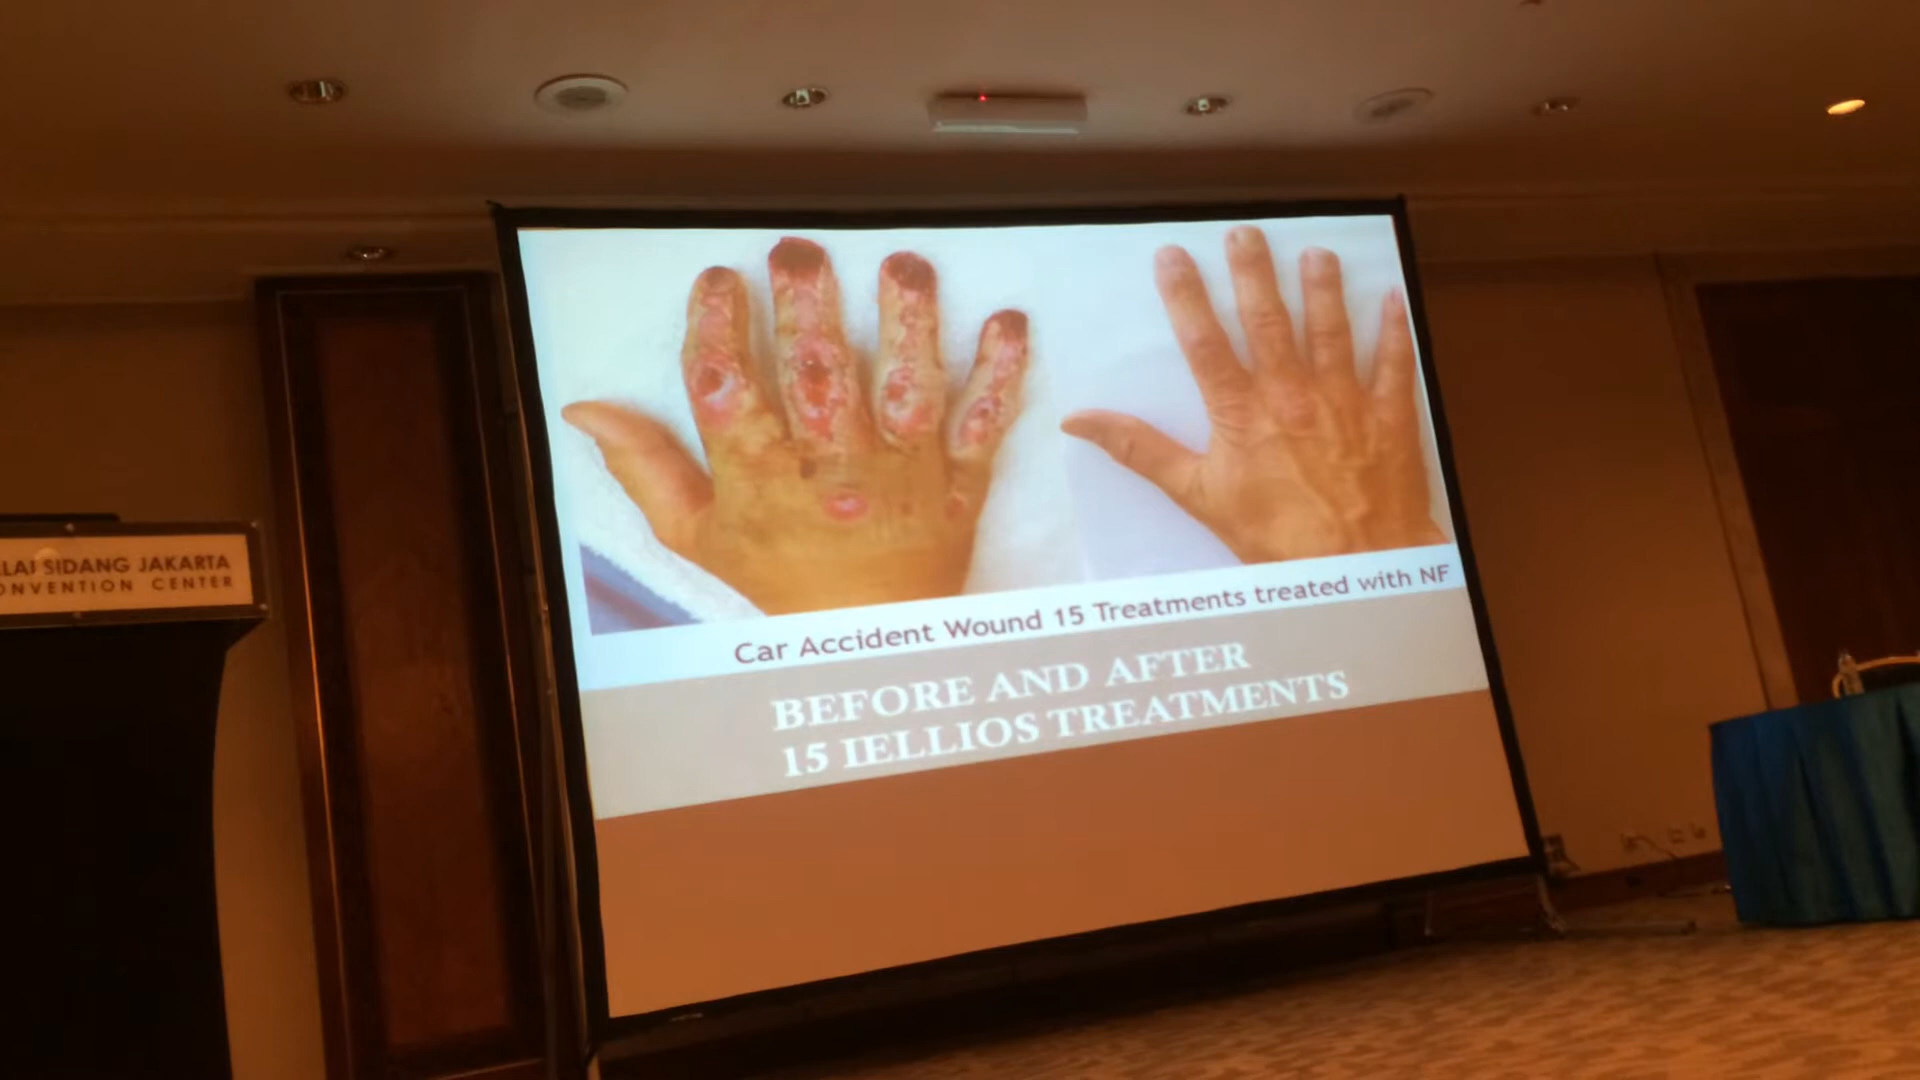 LAI SIDANG JAKARTA
ONVENTION CENTER
Car Accident Wound 15 Treatments treated with NF
BEFORE AND AFTER
15 IELLIOS TREATMENTS